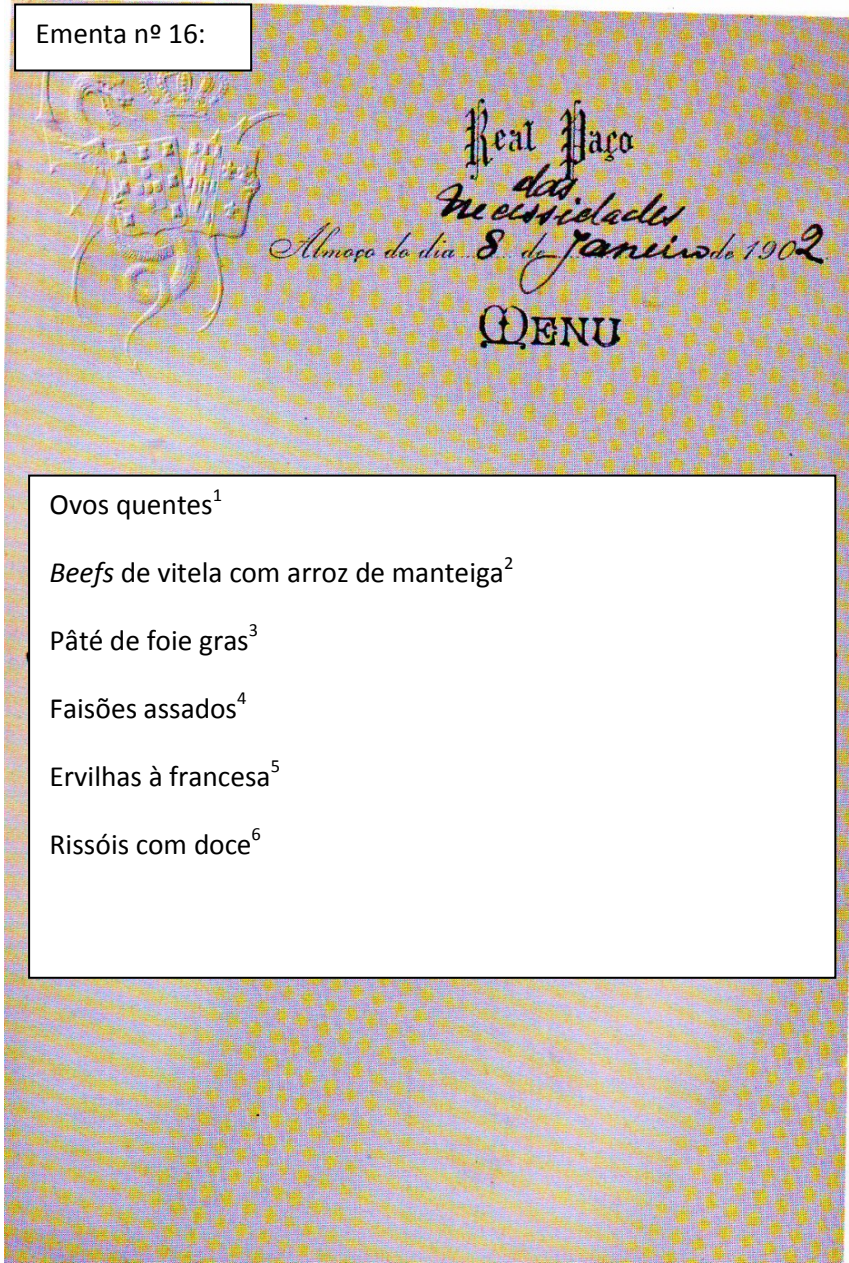 Ementa nº 16:
Real Paço
das
Necessidades
Almoço do dia 8 de Janeiro de 1902
MENU
Ovos quentes¹
Beefs de vitela com arroz de manteiga²
Pâté de foie gras³
Faisões assados⁴
Ervilhas à francesa⁵
Rissóis com doce⁶